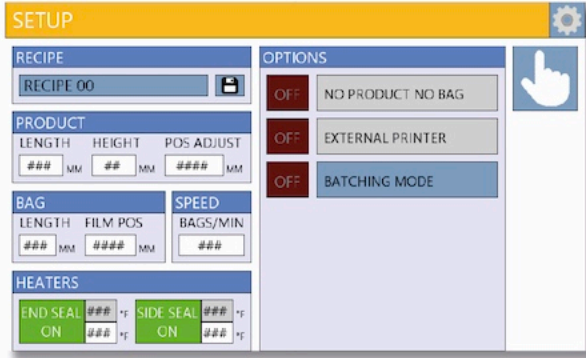 SETUP
RECIPE
RECIPE 00
PRODUCT
LENGTH HEIGHT POS ADJUST
### MM ## MM #### MM
BAG
LENGTH FILM POS
### MM #### MM
SPEED
BAGS/MIN
###
HEATERS
END SEAL ON ### °F ### °F
SIDE SEAL ON ### °F ### °F
OPTIONS
OFF NO PRODUCT NO BAG
OFF EXTERNAL PRINTER
OFF BATCHING MODE